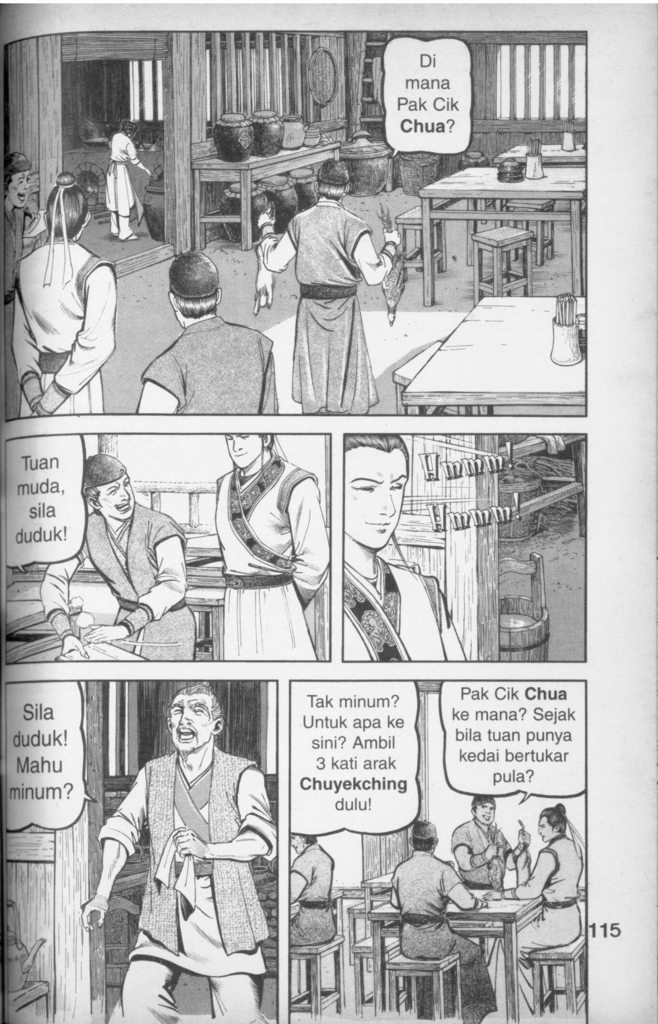 Di
mana
Pak Cik
Chua?
Tuan
muda,
sila
duduk!
Hmmm!
Hmmm!
Sila
duduk!
Mahu
minum?
Tak minum?
Untuk apa ke
sini? Ambil
3 kati arak
Chuyekching
dulu!
Pak Cik Chua
ke mana? Sejak
bila tuan punya
kedai bertukar
pula?
115